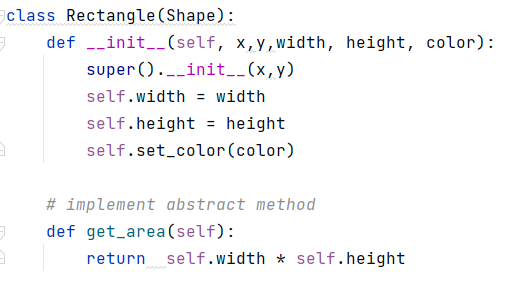 class Rectangle(Shape):
    def __init__(self, x,y,width, height, color):
        super().__init__(x,y)
        self.width = width
        self.height = height
        self.set_color(color)

    # implement abstract method
    def get_area(self):
        return  self.width * self.height